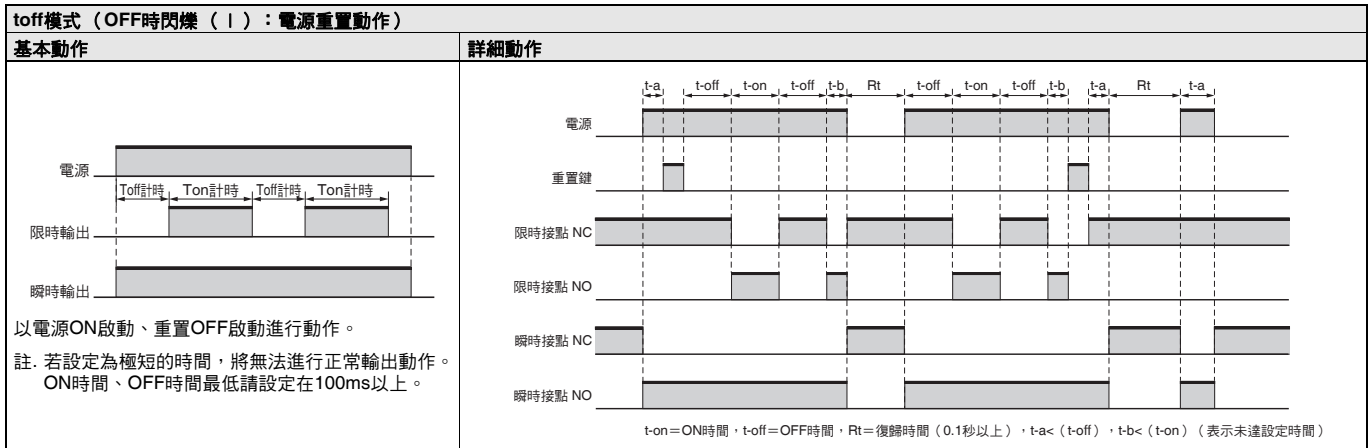 toff模式（OFF時閃爍（Ｉ）：電源重置動作）
基本動作
詳細動作
電源
Toff計時 Ton計時 Toff計時 Ton計時
限時輸出
瞬時輸出
以電源ON啟動、重置OFF啟動進行動作。
註. 若設定為極短的時間，將無法進行正常輸出動作。
ON時間、OFF時間最低請設定在100ms以上。
t-a t-off t-on t-off t-b Rt t-off t-on t-off t-b t-a Rt t-a
電源
重置鍵
限時接點 NC
限時接點 NO
瞬時接點 NC
瞬時接點 NO
t-on＝ON時間，t-off＝OFF時間，Rt＝復歸時間（0.1秒以上），t-a<（t-off），t-b<（t-on）（表示未達設定時間）